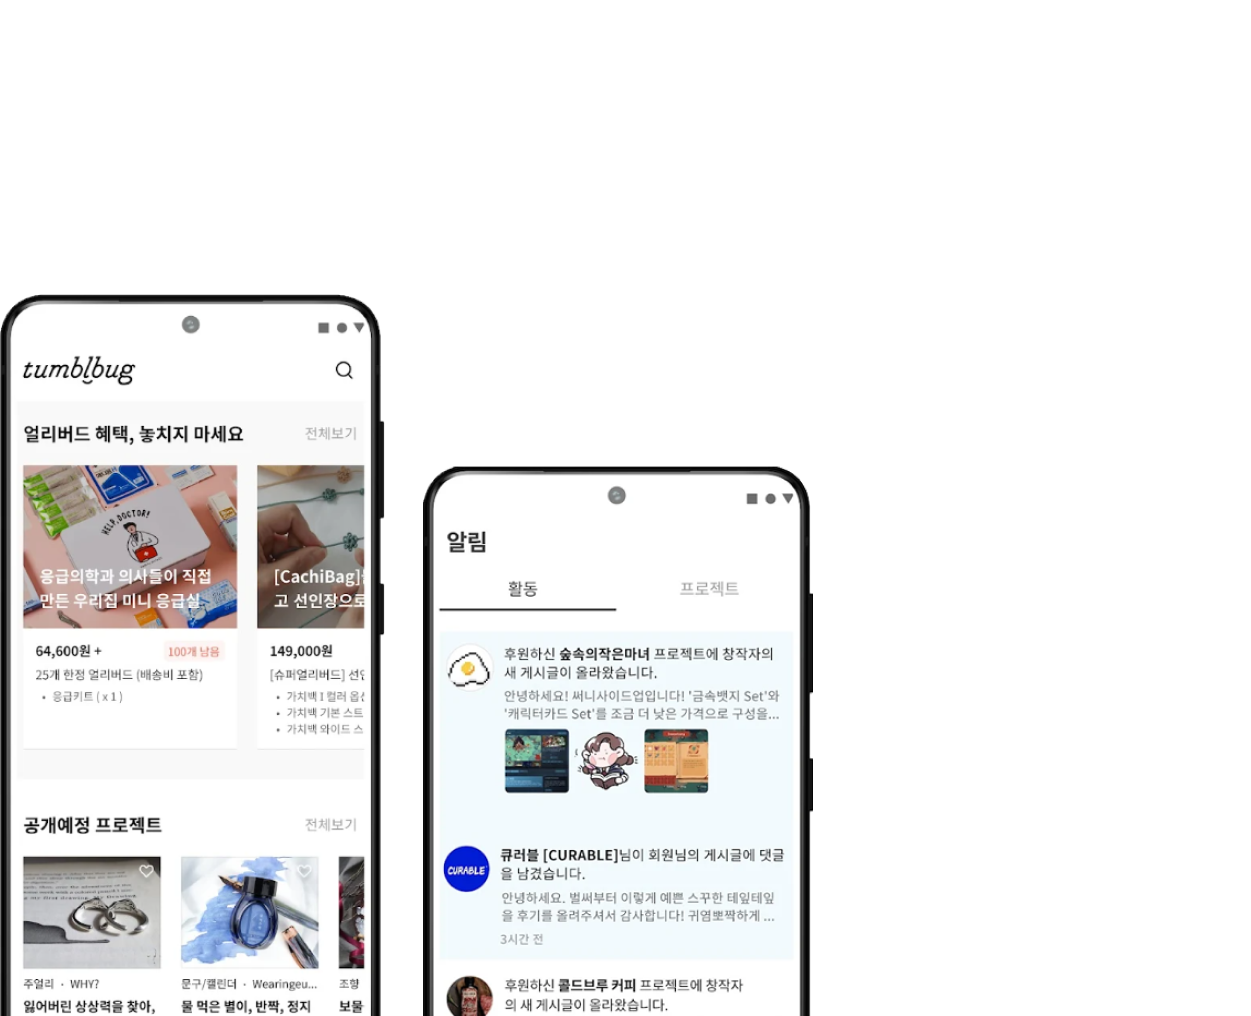 tumblbug
얼리버드 혜택, 놓치지 마세요
전체보기
HELP, DOCTOR!
응급의학과 의사들이 직접
만든 우리집 미니 응급실
[CachiBag]
고 선인장으로
64,600원 +
100개 남음
25개 한정 얼리버드 (배송비 포함)
• 응급키트 ( x 1 )
149,000원
[슈퍼얼리버드] 선인
• 가치백 I 컬러 옵션
• 가치백 기본 스트
• 가치백 와이드 스
공개예정 프로젝트
전체보기
주얼리 · WHY?
잃어버린 상상력을 찾아,
문구/캘린더 · Wearingeu...
물 먹은 별이, 반짝, 정지
조향
보물
알림
활동
프로젝트
후원하신 숲속의작은마녀 프로젝트에 창작자의
새 게시글이 올라왔습니다.
안녕하세요! 써니사이드업입니다! '금속뱃지 Set'와
'캐릭터카드 Set'를 조금 더 낮은 가격으로 구성을...
CURABLE
큐러블 [CURABLE]님이 회원님의 게시글에 댓글
을 남겼습니다.
안녕하세요. 벌써부터 이렇게 예쁜 스꾸한 테잎테잎
을 후기를 올려주셔서 감사합니다! 귀염뽀짝하게 ...
3시간 전
후원하신 콜드브루 커피 프로젝트에 창작자
의 새 게시글이 올라왔습니다.